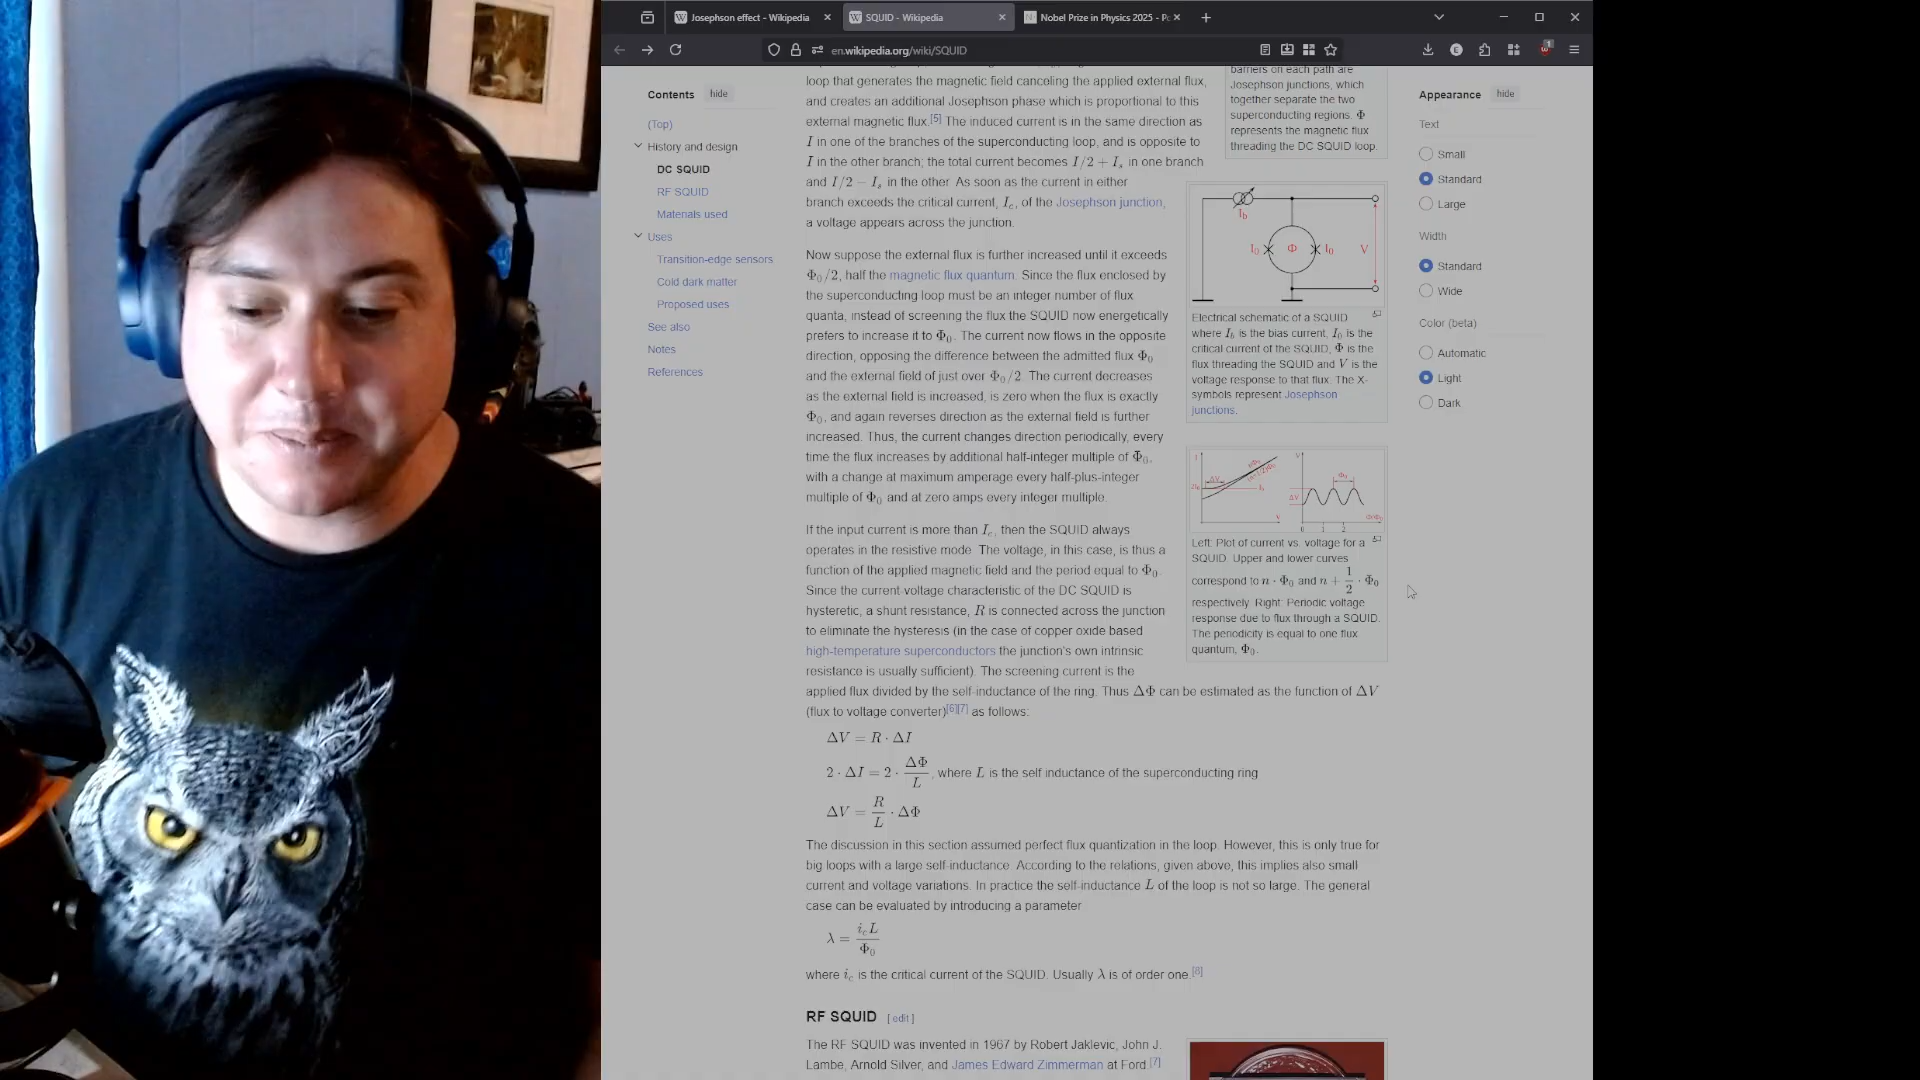 Josephson effect - Wikipedia
SQUID - Wikipedia
Nobel Prize in Physics 2025 - Pc
en.wikipedia.org/wiki/SQUID
Contents hide
(Top)
History and design
DC SQUID
RF SQUID
Materials used
Uses
Transition-edge sensors
Cold dark matter
Proposed uses
See also
Notes
References
loop that generates the magnetic field canceling the applied external flux,
and creates an additional Josephson phase which is proportional to this
external magnetic flux.[5] The induced current is in the same direction as
I in one of the branches of the superconducting loop, and is opposite to
I in the other branch; the total current becomes I/2 + Is in one branch
and I/2 − Is in the other. As soon as the current in either
branch exceeds the critical current, Ic, of the Josephson junction,
a voltage appears across the junction.
Now suppose the external flux is further increased until it exceeds
Φ0/2, half the magnetic flux quantum. Since the flux enclosed by
the superconducting loop must be an integer number of flux
quanta, instead of screening the flux the SQUID now energetically
prefers to increase it to Φ0. The current now flows in the opposite
direction, opposing the difference between the admitted flux Φ0
and the external field of just over Φ0/2. The current decreases
as the external field is increased, is zero when the flux is exactly
Φ0, and again reverses direction as the external field is further
increased. Thus, the current changes direction periodically, every
time the flux increases by additional half-integer multiple of Φ0,
with a change at maximum amperage every half-plus-integer
multiple of Φ0 and at zero amps every integer multiple.
If the input current is more than Ic, then the SQUID always
operates in the resistive mode. The voltage, in this case, is thus a
function of the applied magnetic field and the period equal to Φ0.
Since the current-voltage characteristic of the DC SQUID is
hysteretic, a shunt resistance, R is connected across the junction
to eliminate the hysteresis (in the case of copper oxide based
high-temperature superconductors the junction's own intrinsic
resistance is usually sufficient). The screening current is the
applied flux divided by the self-inductance of the ring. Thus ΔΦ can be estimated as the function of ΔV
(flux to voltage converter)[6][7] as follows:
ΔV = R · ΔI
2 · ΔI = 2 · ΔΦ/L, where L is the self inductance of the superconducting ring
ΔV = R/L · ΔΦ
The discussion in this section assumed perfect flux quantization in the loop. However, this is only true for
big loops with a large self-inductance. According to the relations, given above, this implies also small
current and voltage variations. In practice the self-inductance L of the loop is not so large. The general
case can be evaluated by introducing a parameter
λ = icL/Φ0
where ic is the critical current of the SQUID. Usually λ is of order one.[8]
RF SQUID [ edit ]
The RF SQUID was invented in 1967 by Robert Jaklevic, John J.
Lambe, Arnold Silver, and James Edward Zimmerman at Ford.[7]
barriers on each path are
Josephson junctions, which
together separate the two
superconducting regions. Φ
represents the magnetic flux
threading the DC SQUID loop.
Ib
I0 Φ I0 V
Electrical schematic of a SQUID
where Ib is the bias current, I0 is the
critical current of the SQUID, Φ is the
flux threading the SQUID and V is the
voltage response to that flux. The X-
symbols represent Josephson
junctions.
I V Φ0
ΔV
2I0 ΔV
V 0 1 2 Φ/Φ0
Left: Plot of current vs. voltage for a
SQUID. Upper and lower curves
correspond to n · Φ0 and n + 1/2 · Φ0
respectively. Right: Periodic voltage
response due to flux through a SQUID.
The periodicity is equal to one flux
quantum, Φ0.
Appearance hide
Text
Small
Standard
Large
Width
Standard
Wide
Color (beta)
Automatic
Light
Dark